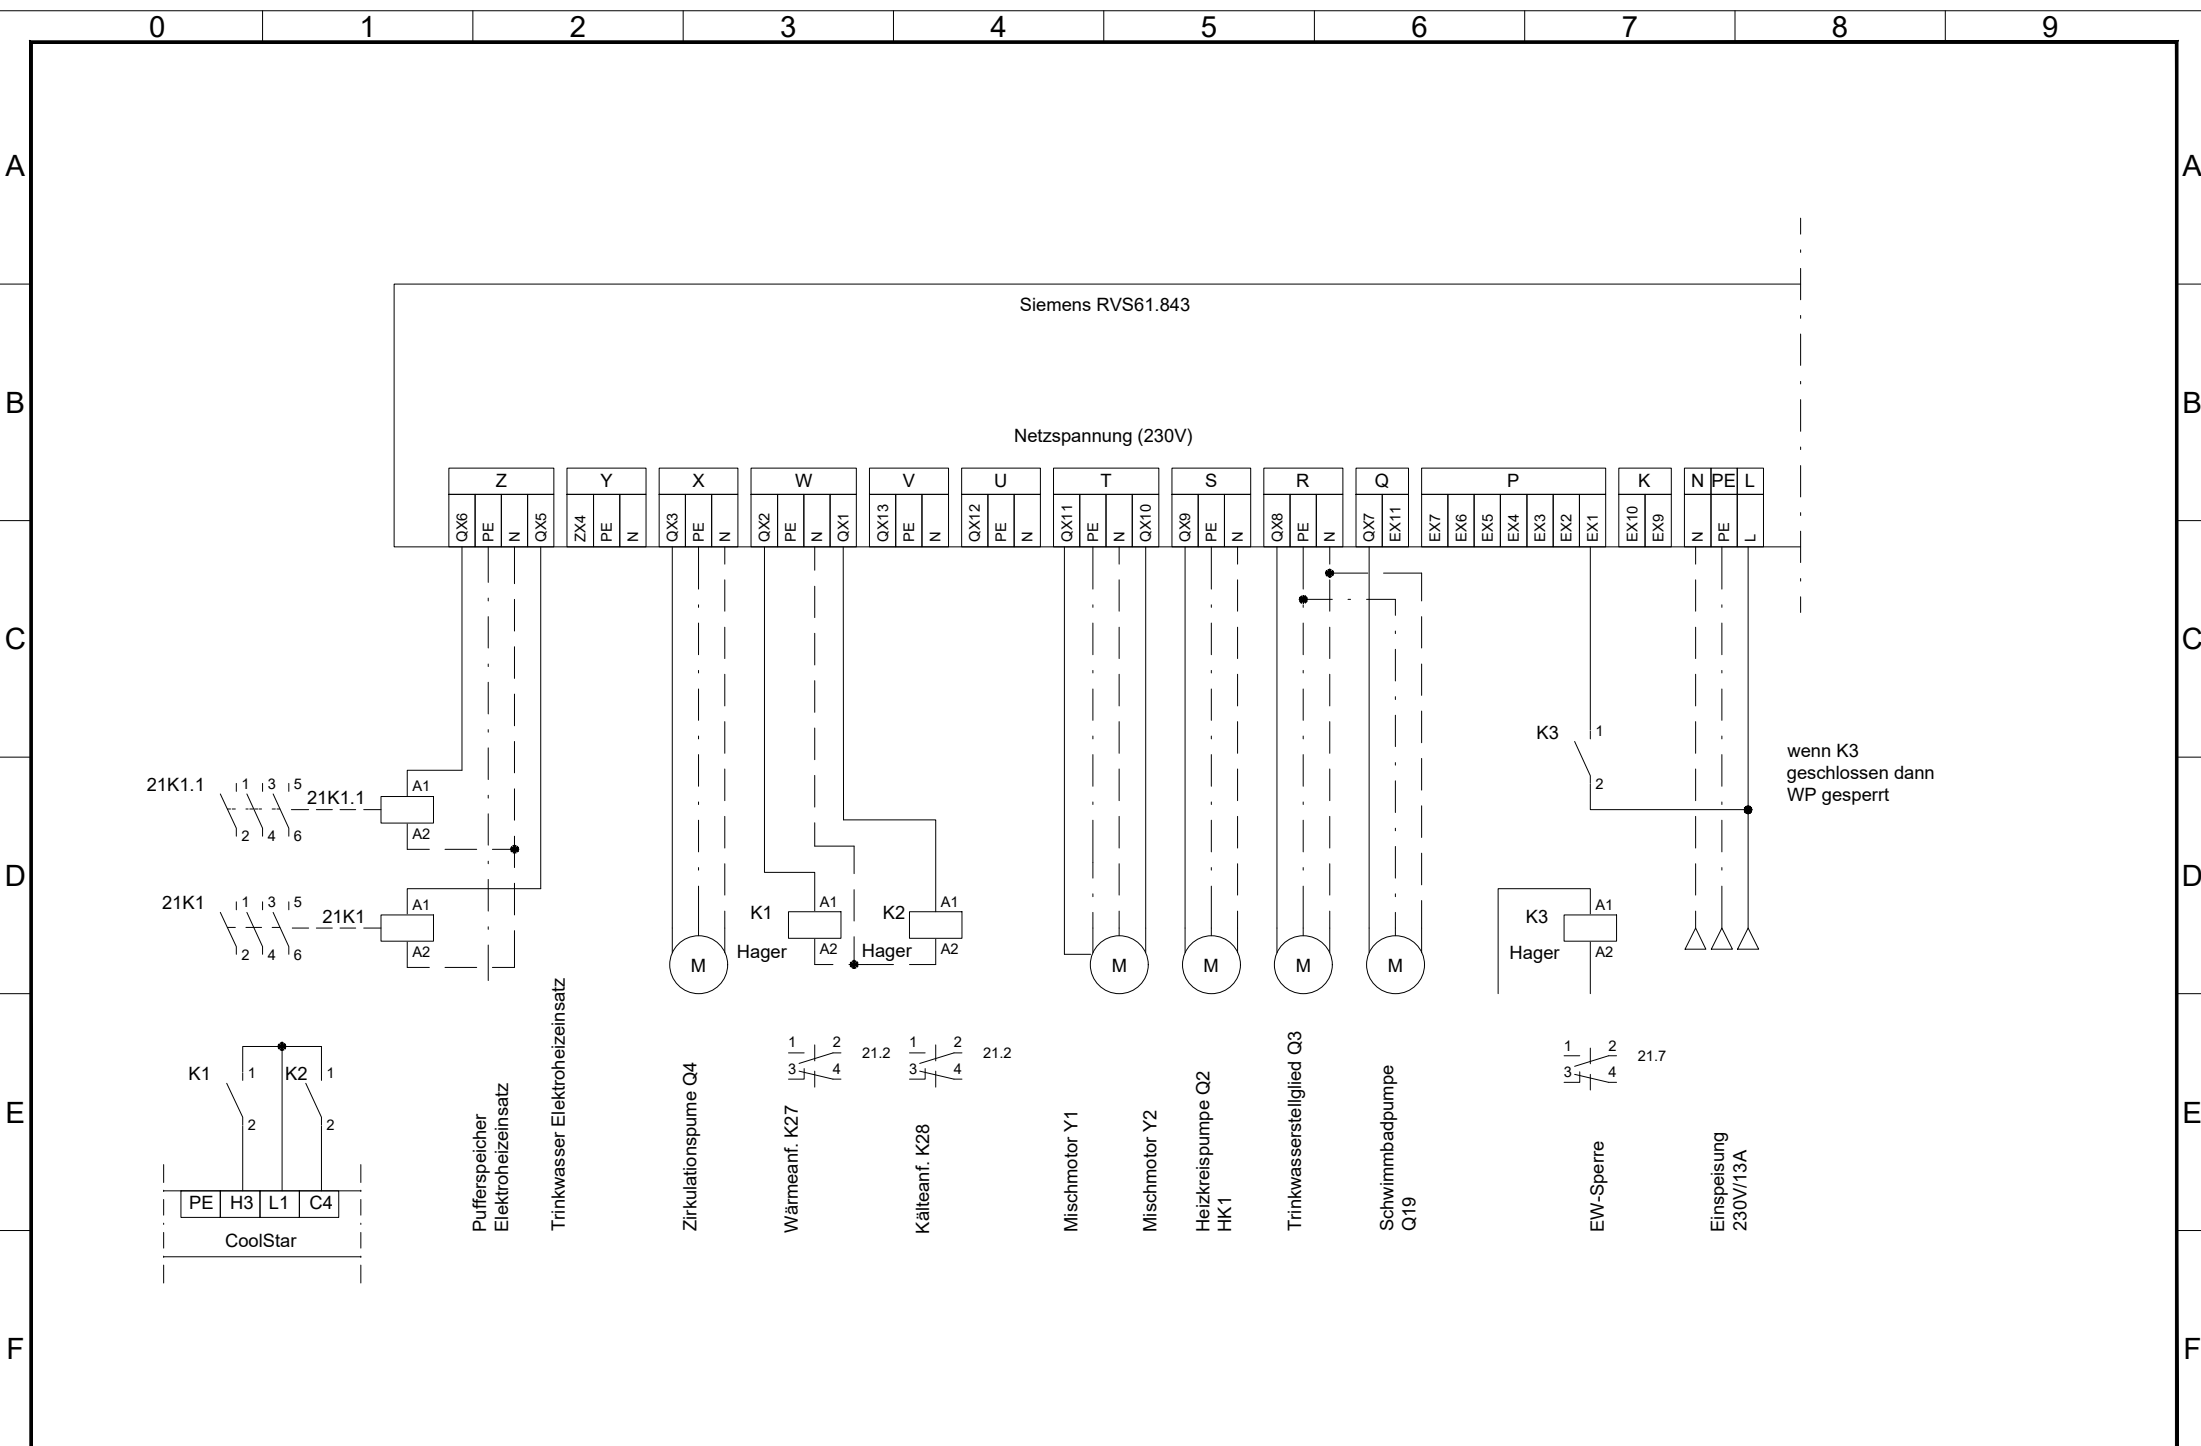 0 1 2 3 4 5 6 7 8 9
A A
Siemens RVS61.843
B B
Netzspannung (230V)
Z Y X W V U T S R Q P K N PE L
QX6 PE N QX5 ZX4 PE N QX3 PE N QX2 PE N QX1 QX13 PE N QX12 PE N QX11 PE N QX10 QX9 PE N QX8 PE N QX7 EX11 EX7 EX6 EX5 EX4 EX3 EX2 EX1 EX10 EX9 N PE L
C C
K3 1
2
wenn K3
geschlossen dann
WP gesperrt
21K1.1 1 3 5 21K1.1 A1
2 4 6 A2
D D
21K1 1 3 5 21K1 A1
2 4 6 A2
M
K1 A1
Hager A2
K2 A1
Hager A2
M M M M
K3 A1
Hager A2
1 2 21.2
3 4
1 2 21.2
3 4
1 2 21.7
3 4
K1 1 K2 1
2 2
E E
PE H3 L1 C4
CoolStar
Pufferspeicher
Elektroheizeinsatz
Trinkwasser Elektroheizeinsatz
Zirkulationspume Q4
Wärmeanf. K27
Kälteanf. K28
Mischmotor Y1
Mischmotor Y2
Heizkreispumpe Q2
HK1
Trinkwasserstellglied Q3
Schwimmbadpumpe
Q19
EW-Sperre
Einspeisung
230V/13A
F F